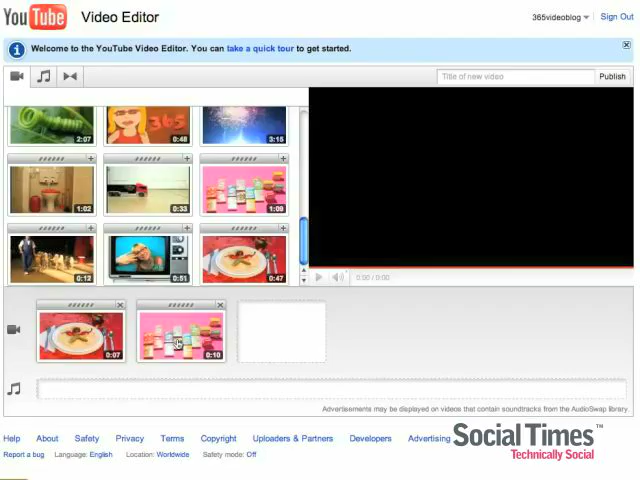 YouTube Video Editor
365videoblog Sign Out
Welcome to the YouTube Video Editor. You can take a quick tour to get started.
Title of new video Publish
365
2:07 0:48 3:15
1:02 0:33 1:09
0:12 0:51 0:47
0:00 / 0:00
0:07 0:10
Advertisements may be displayed on videos that contain soundtracks from the AudioSwap library.
Help About Safety Privacy Terms Copyright Uploaders & Partners Developers Advertising
Report a bug Language: English Location: Worldwide Safety mode: Off
Social Times™
Technically Social